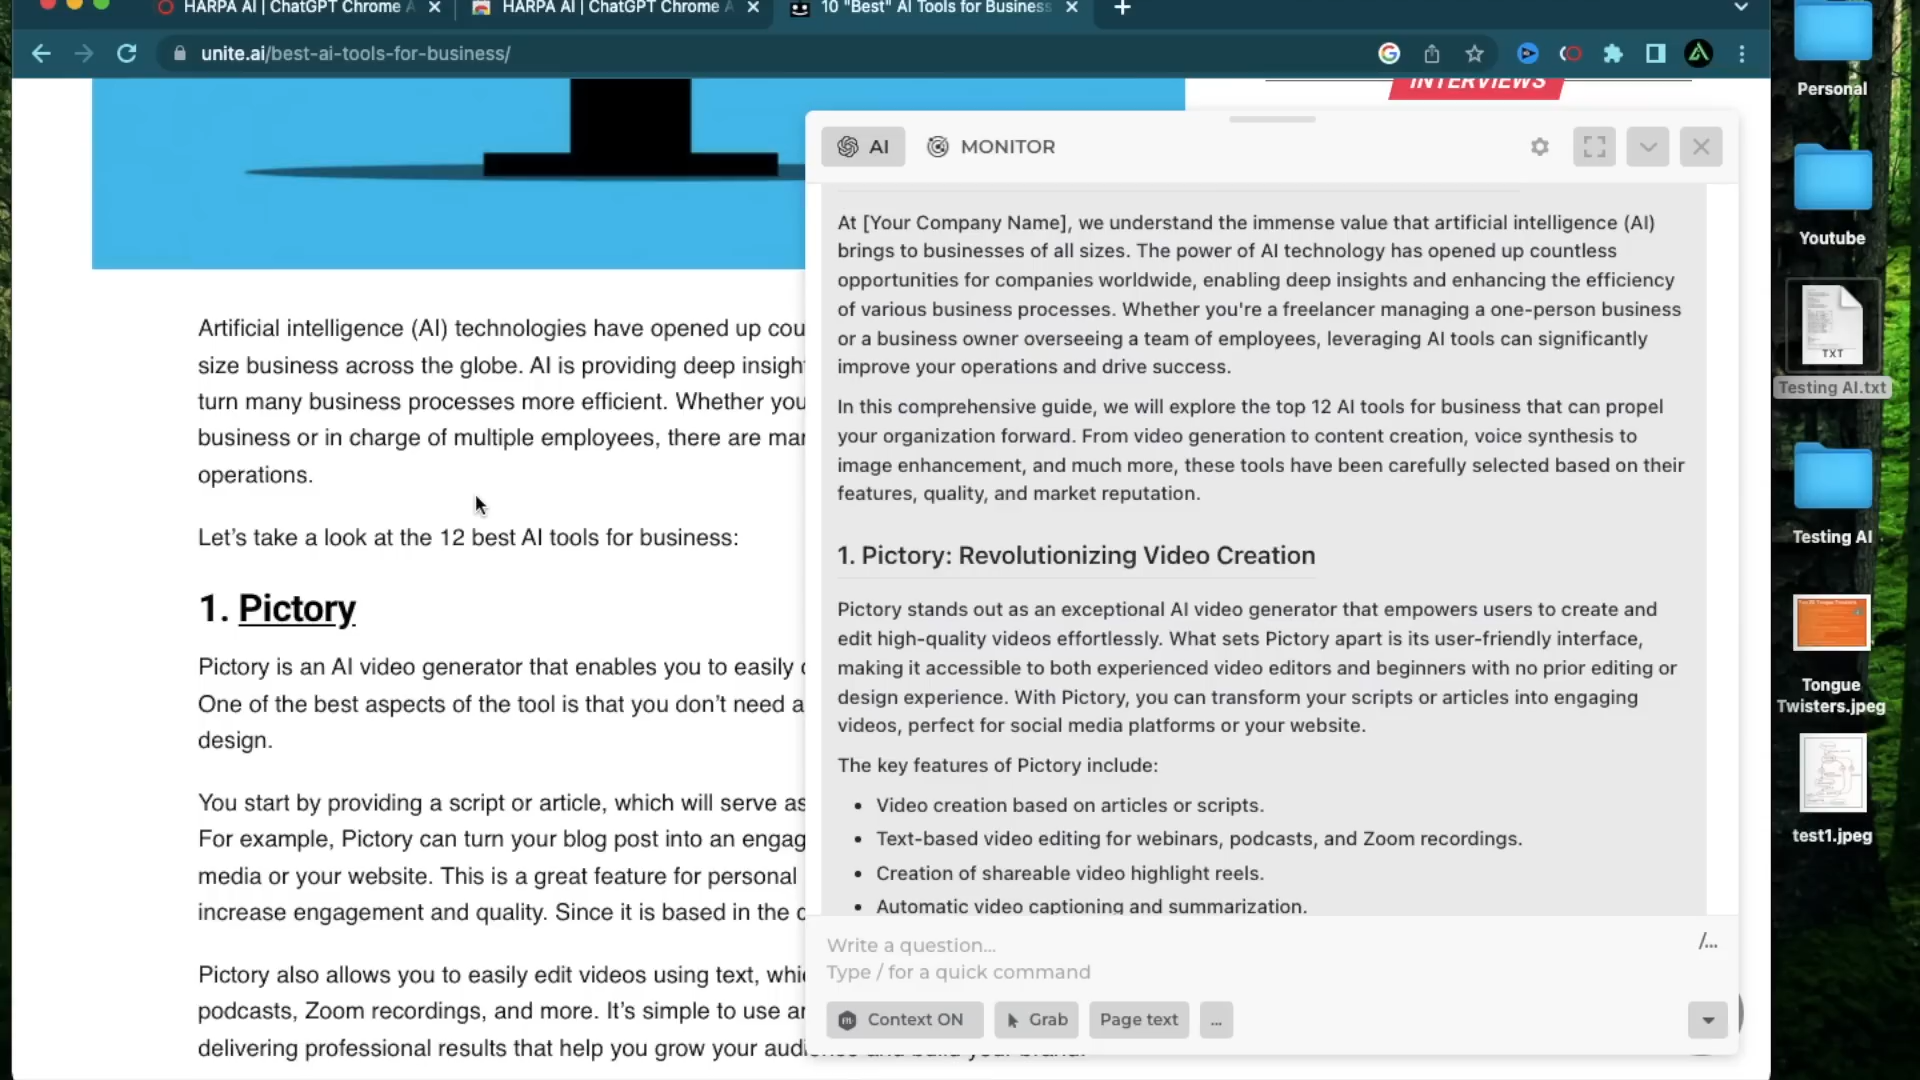 HARPA AI | ChatGPT Chrome A
HARPA AI | ChatGPT Chrome A
10 "Best" AI Tools for Business
unite.ai/best-ai-tools-for-business/
INTERVIEWS
Artificial intelligence (AI) technologies have opened up cou
size business across the globe. AI is providing deep insigh
turn many business processes more efficient. Whether you
business or in charge of multiple employees, there are mar
operations.
Let's take a look at the 12 best AI tools for business:
1. Pictory
Pictory is an AI video generator that enables you to easily c
One of the best aspects of the tool is that you don't need a
design.
You start by providing a script or article, which will serve as
For example, Pictory can turn your blog post into an engag
media or your website. This is a great feature for personal
increase engagement and quality. Since it is based in the c
Pictory also allows you to easily edit videos using text, whic
podcasts, Zoom recordings, and more. It's simple to use ar
delivering professional results that help you grow your audience and build your brand.
AI
MONITOR
At [Your Company Name], we understand the immense value that artificial intelligence (AI)
brings to businesses of all sizes. The power of AI technology has opened up countless
opportunities for companies worldwide, enabling deep insights and enhancing the efficiency
of various business processes. Whether you're a freelancer managing a one-person business
or a business owner overseeing a team of employees, leveraging AI tools can significantly
improve your operations and drive success.
In this comprehensive guide, we will explore the top 12 AI tools for business that can propel
your organization forward. From video generation to content creation, voice synthesis to
image enhancement, and much more, these tools have been carefully selected based on their
features, quality, and market reputation.
1. Pictory: Revolutionizing Video Creation
Pictory stands out as an exceptional AI video generator that empowers users to create and
edit high-quality videos effortlessly. What sets Pictory apart is its user-friendly interface,
making it accessible to both experienced video editors and beginners with no prior editing or
design experience. With Pictory, you can transform your scripts or articles into engaging
videos, perfect for social media platforms or your website.
The key features of Pictory include:
• Video creation based on articles or scripts.
• Text-based video editing for webinars, podcasts, and Zoom recordings.
• Creation of shareable video highlight reels.
• Automatic video captioning and summarization.
Write a question...
/...
Type / for a quick command
Context ON
Grab
Page text
...
Personal
Youtube
TXT
Testing AI.txt
Testing AI
Tongue
Twisters.jpeg
test1.jpeg